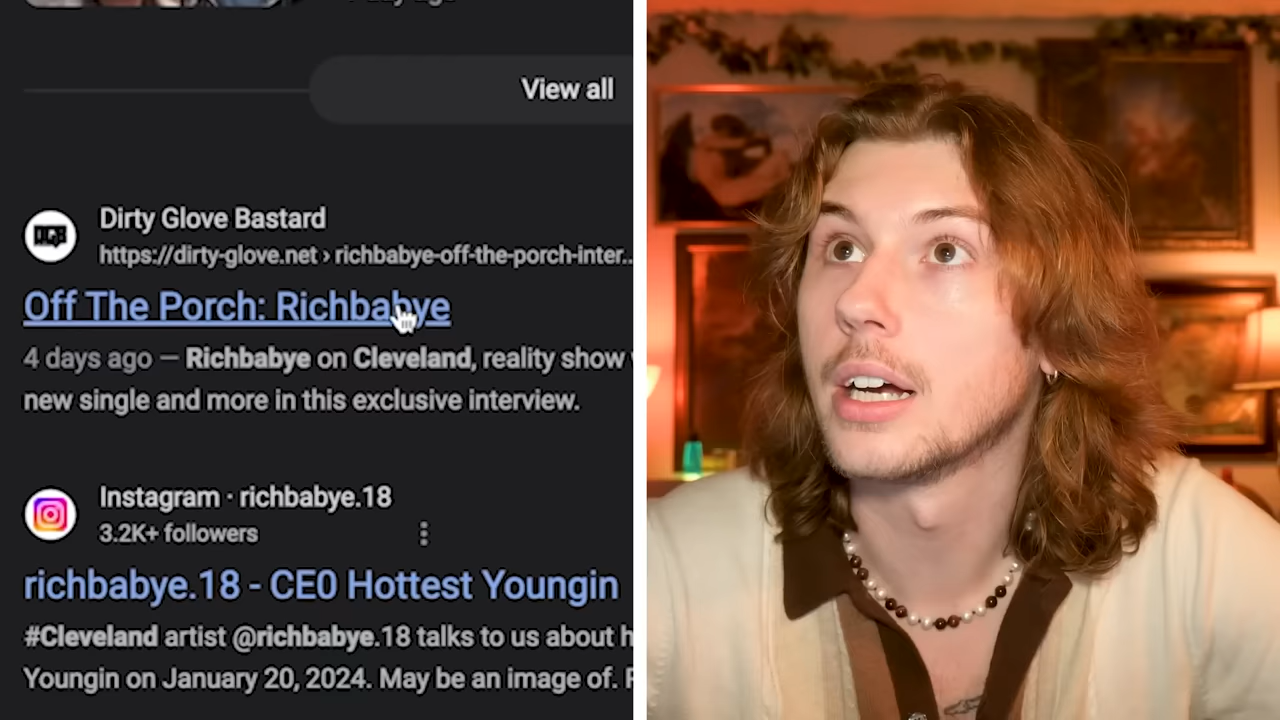 View all
Dirty Glove Bastard
https://dirty-glove.net › richbabye-off-the-porch-inter...
Off The Porch: Richbabye
4 days ago — Richbabye on Cleveland, reality show
new single and more in this exclusive interview.
Instagram · richbabye.18
3.2K+ followers
richbabye.18 - CE0 Hottest Youngin
#Cleveland artist @richbabye.18 talks to us about
Youngin on January 20, 2024. May be an image of.